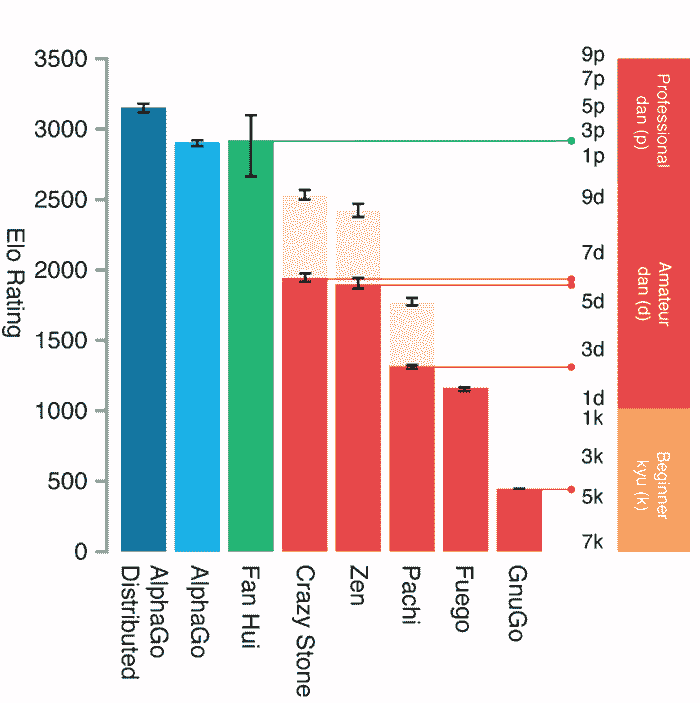 Elo Rating
3500
3000
2500
2000
1500
1000
500
0
AlphaGo
Distributed
AlphaGo
Fan Hui
Crazy Stone
Zen
Pachi
Fuego
GnuGo
9p
7p
5p
3p
1p
9d
7d
5d
3d
1d
1k
3k
5k
7k
Professional
dan (p)
Amateur
dan (d)
Beginner
kyu (k)